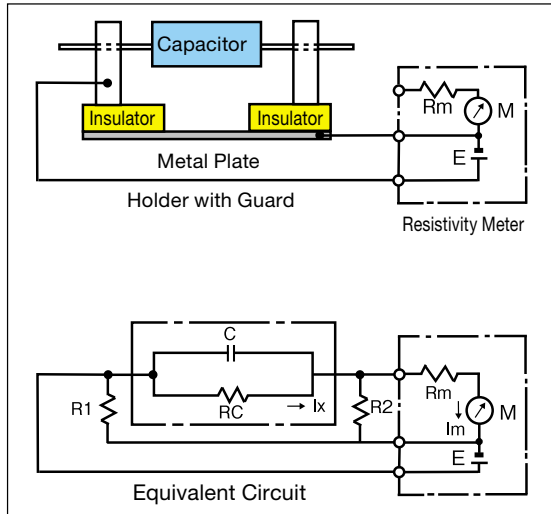 Capacitor
Rm
M
Insulator Insulator
E
Metal Plate
Holder with Guard
Resistivity Meter
C
Rm
R1
RC
→ Ix
R2
↓
Im
M
E
Equivalent Circuit